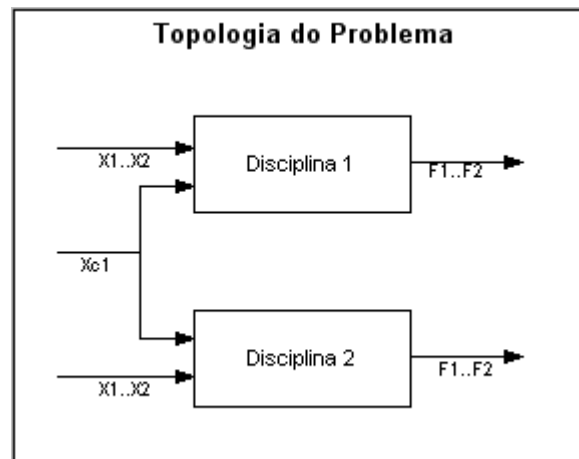 Topologia do Problema
X1..X2
Disciplina 1
F1..F2
Xc1
Disciplina 2
X1..X2
F1..F2